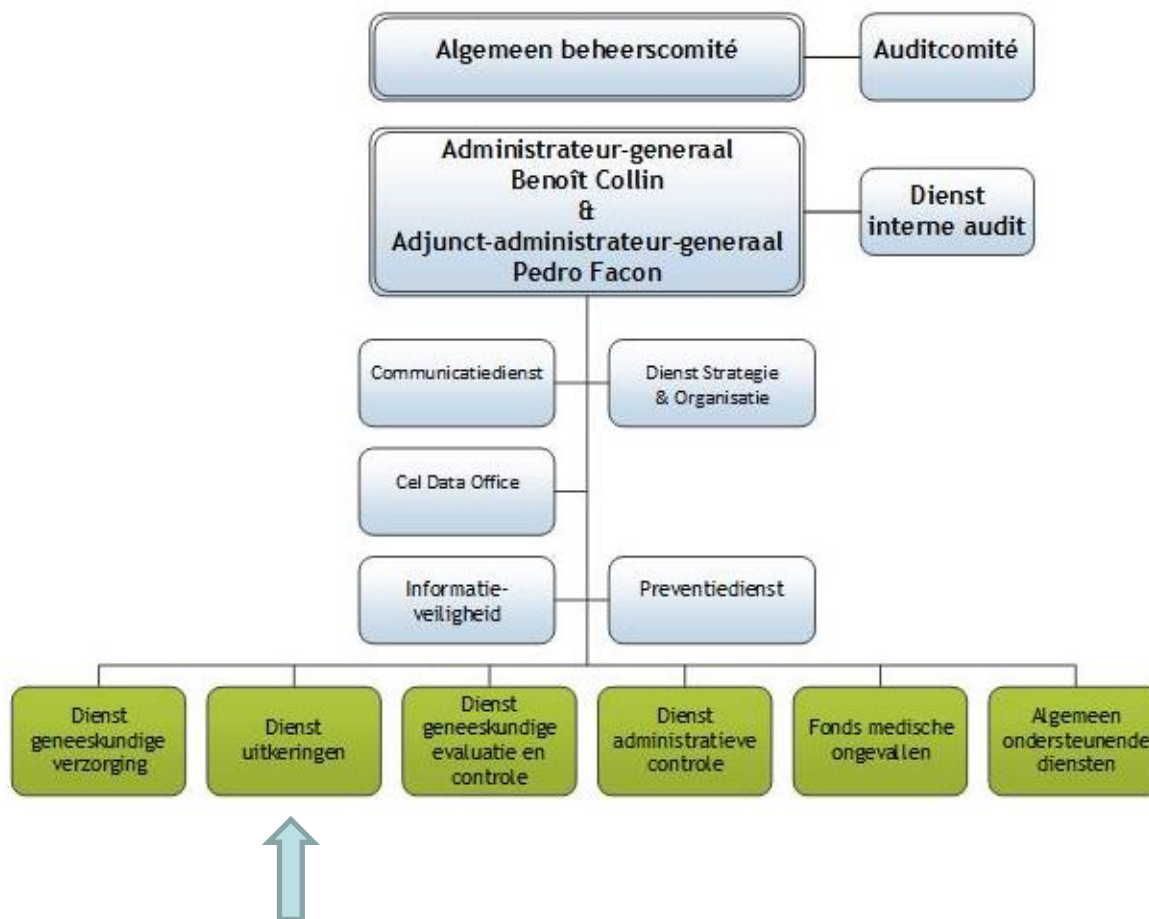 Algemeen beheerscomité
Auditcomité
Administrateur-generaal
Benoît Collin
&
Adjunct-administrateur-generaal
Pedro Facon
Dienst
interne audit
Communicatiedienst
Dienst Strategie
& Organisatie
Cel Data Office
Informatie-
veiligheid
Preventiedienst
Dienst
geneeskundige
verzorging
Dienst
uitkeringen
Dienst
geneeskundige
evaluatie en
controle
Dienst
administratieve
controle
Fonds medische
ongevallen
Algemeen
ondersteunende
diensten